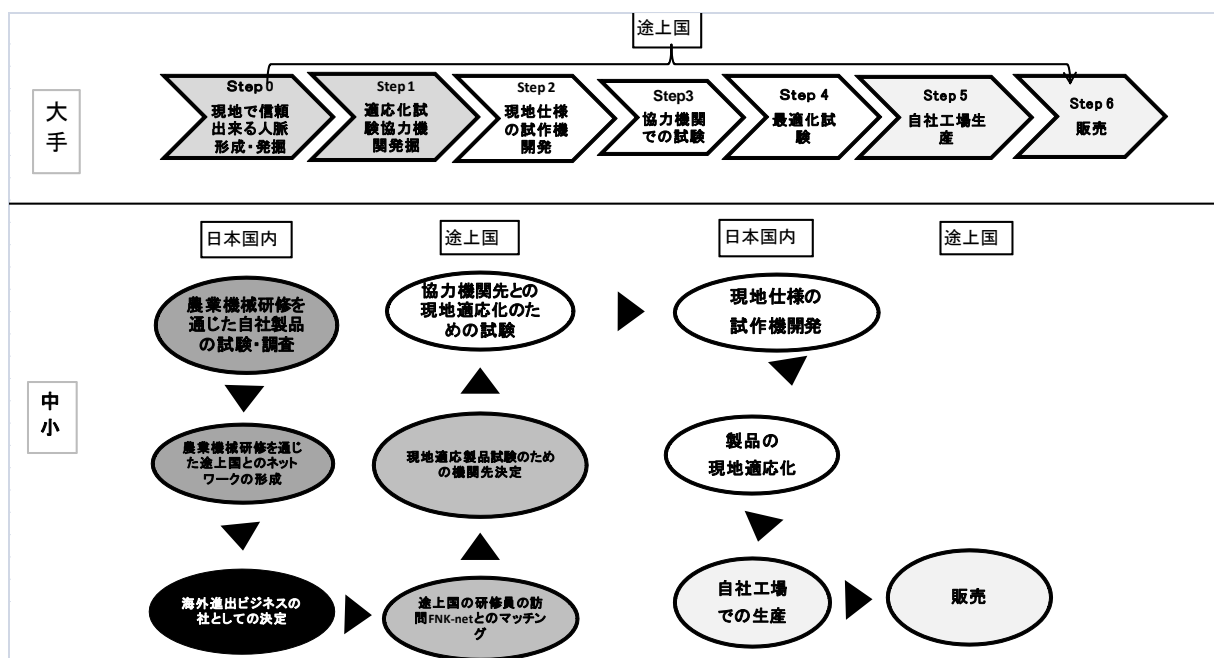 途上国
大
手
Step 0
現地で信頼
出来る人脈
形成・発掘
Step 1
適応化試
験協力機
関発掘
Step 2
現地仕様
の試作機
開発
Step3
協力機関
での試験
Step 4
最適化試
験
Step 5
自社工場生
産
Step 6
販売
中
小
日本国内
農業機械研修を
通じた自社製品
の試験・調査
農業機械研修を通じ
た途上国とのネット
ワークの形成
海外進出ビジネスの
社としての決定
途上国
協力機関先との
現地適応化のた
めの試験
現地適応製品試験のため
の機関先決定
途上国の研修員の訪
問FNK-netとのマッチン
グ
日本国内
現地仕様の
試作機開発
製品の
現地適応化
自社工場
での生産
途上国
販売